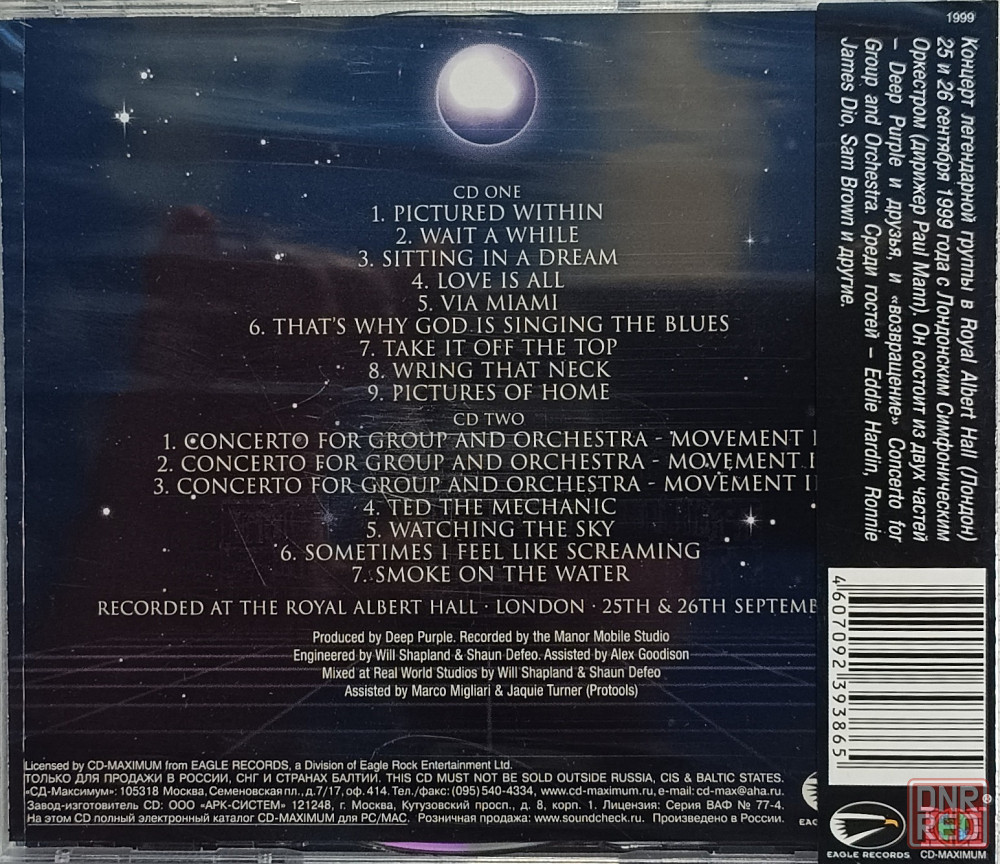 CD ONE
1. PICTURED WITHIN
2. WAIT A WHILE
3. SITTING IN A DREAM
4. LOVE IS ALL
5. VIA MIAMI
6. THAT'S WHY GOD IS SINGING THE BLUES
7. TAKE IT OFF THE TOP
8. WRING THAT NECK
9. PICTURES OF HOME
CD TWO
1. CONCERTO FOR GROUP AND ORCHESTRA - MOVEMENT I
2. CONCERTO FOR GROUP AND ORCHESTRA - MOVEMENT I
3. CONCERTO FOR GROUP AND ORCHESTRA - MOVEMENT II
4. TED THE MECHANIC
5. WATCHING THE SKY
6. SOMETIMES I FEEL LIKE SCREAMING
7. SMOKE ON THE WATER
RECORDED AT THE ROYAL ALBERT HALL · LONDON · 25TH & 26TH SEPTEMB
Produced by Deep Purple. Recorded by the Manor Mobile Studio
Engineered by Will Shapland & Shaun Defeo. Assisted by Alex Goodison
Mixed at Real World Studios by Will Shapland & Shaun Defeo
Assisted by Marco Migliari & Jaquie Turner (Protools)
Licensed by CD-MAXIMUM from EAGLE RECORDS, a Division of Eagle Rock Entertainment Ltd.
ТОЛЬКО ДЛЯ ПРОДАЖИ В РОССИИ, СНГ И СТРАНАХ БАЛТИИ. THIS CD MUST NOT BE SOLD OUTSIDE RUSSIA, CIS & BALTIC STATES.
«СД-Максимум»: 105318 Москва, Семеновская пл., д.7/17, оф. 414. Тел./факс: (095) 540-4334, www.cd-maximum.ru, e-mail: cd-max@aha.ru.
Завод-изготовитель CD: ООО «АРК-СИСТЕМ» 121248, г. Москва, Кутузовский просп., д. 8, корп. 1. Лицензия: Серия ВАФ № 77-4.
На этом CD полный электронный каталог CD-MAXIMUM для PC/MAC. Розничная продажа: www.soundcheck.ru. Произведено в России.
EAG
1999
Концерт легендарной группы в Royal Albert Hall (Лондон)
25 и 26 сентября 1999 года с Лондонским Симфоническим
Оркестром (дирижер Paul Mann). Он состоит из двух частей
– Deep Purple и друзья, и «возвращение» Concerto for
Group and Orchestra. Среди гостей – Eddie Hardin, Ronnie
James Dio, Sam Brown и другие.
4607092393865
EAGLE RECORDS
CD-MAXIMUM
DNR
RED
®